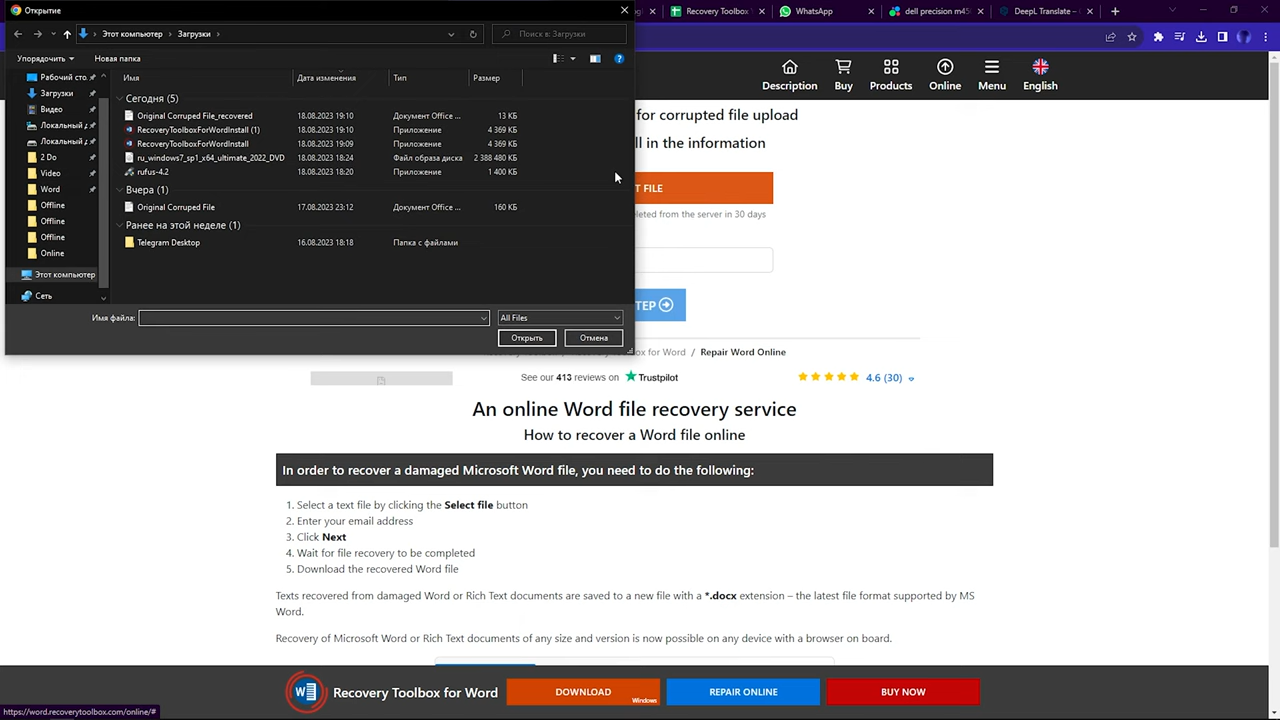 Открытие
Recovery Toolbox
WhatsApp
dell precision m45
DeepL Translate –
Этот компьютер
Загрузки
Поиск в: Загрузки
Упорядочить
Новая папка
Description
Buy
Products
Online
Menu
English
Имя
Дата изменения
Тип
Размер
Рабочий сто.
Загрузки
Видео
Локальный
Локальный
2 Do
Video
Word
Offline
Offline
Offline
Online
Этот компьютер
Сеть
Сегодня (5)
Original Corruped File_recovered 18.08.2023 19:10 Документ Office ... 13 КБ
RecoveryToolboxForWordInstall (1) 18.08.2023 19:10 Приложение 4 369 КБ
RecoveryToolboxForWordInstall 18.08.2023 19:09 Приложение 4 369 КБ
ru_windows7_sp1_x64_ultimate_2022_DVD 18.08.2023 18:24 Файл образа диска 2 388 480 КБ
rufus-4.2 18.08.2023 18:20 Приложение 1 400 КБ
Вчера (1)
Original Corruped File 17.08.2023 23:12 Документ Office ... 160 КБ
Ранее на этой неделе (1)
Telegram Desktop 16.08.2023 18:18 Папка с файлами
Имя файла:
All Files
Открыть
Отмена
for corrupted file upload
ll in the information
T FILE
eleted from the server in 30 days
TEP
ox for Word / Repair Word Online
See our 413 reviews on Trustpilot
4.6 (30)
An online Word file recovery service
How to recover a Word file online
In order to recover a damaged Microsoft Word file, you need to do the following:
1. Select a text file by clicking the Select file button
2. Enter your email address
3. Click Next
4. Wait for file recovery to be completed
5. Download the recovered Word file
Texts recovered from damaged Word or Rich Text documents are saved to a new file with a *.docx extension – the latest file format supported by MS
Word.
Recovery of Microsoft Word or Rich Text documents of any size and version is now possible on any device with a browser on board.
Recovery Toolbox for Word
DOWNLOAD
Windows
REPAIR ONLINE
BUY NOW
https://word.recoverytoolbox.com/online/#